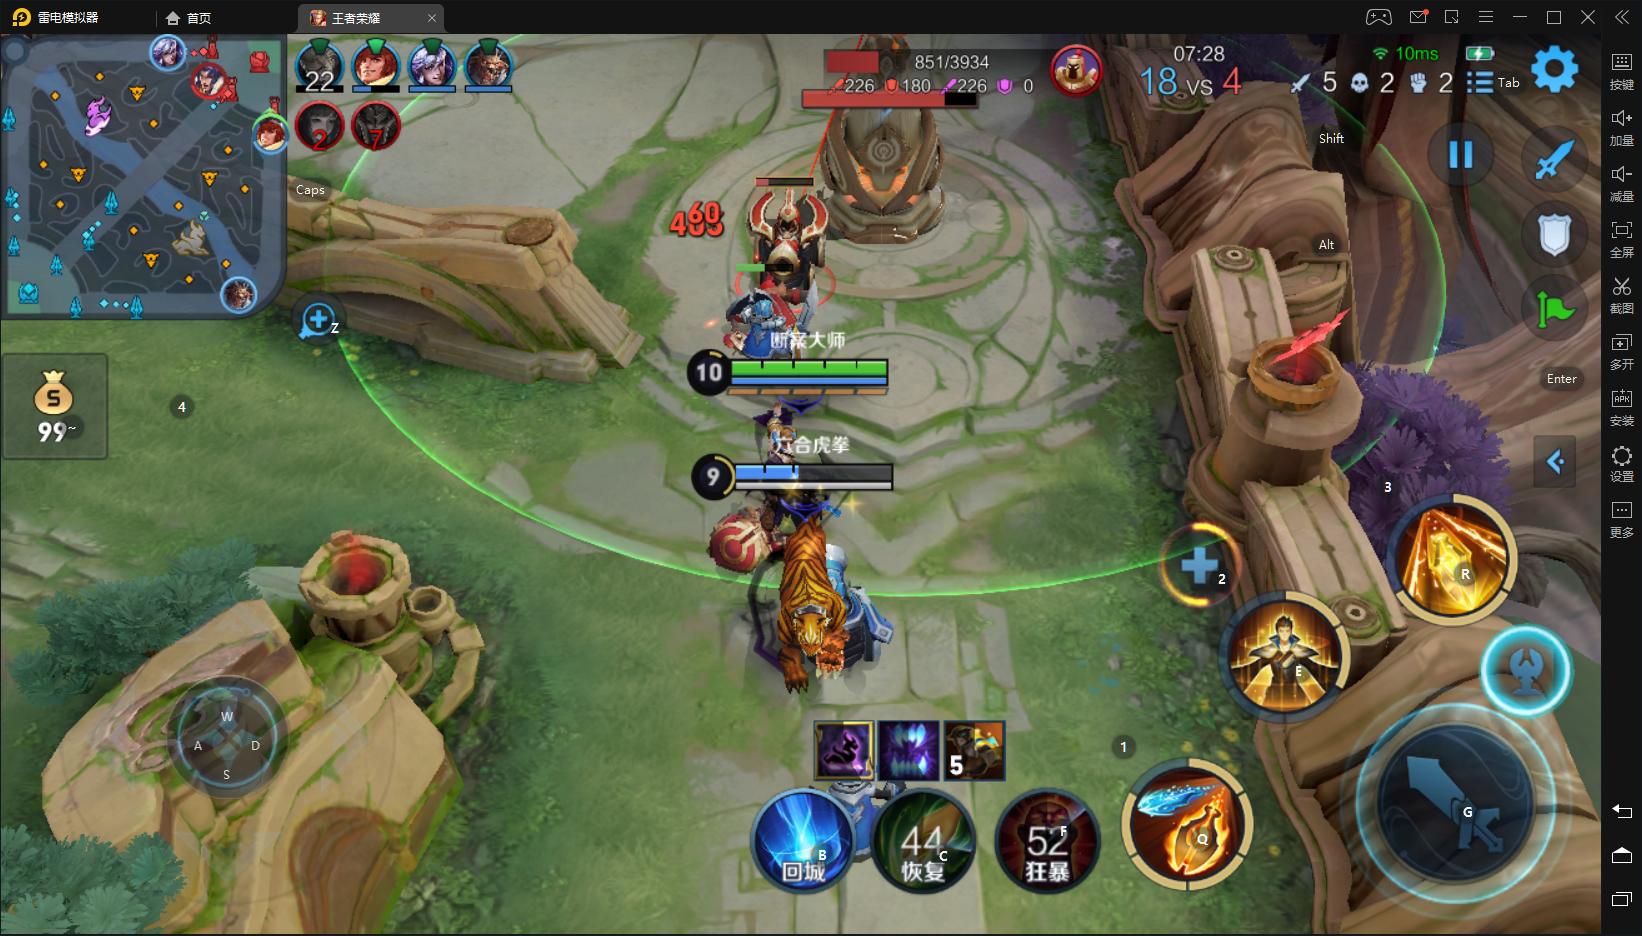 雷电模拟器
首页
王者荣耀
22
2
7
Caps
851/3934
226 180 226 0
07:28
18 VS 4
10ms
5 2 2 Tab
Shift
Alt
Enter
按键
加量
减量
全屏
截图
多开
安装
设置
更多
APK
Z
S
99~
4
断案大师
10
六合虎拳
9
3
2
R
E
W
A D
S
1
5
B
回城
44
C
恢复
52
F
狂暴
Q
G